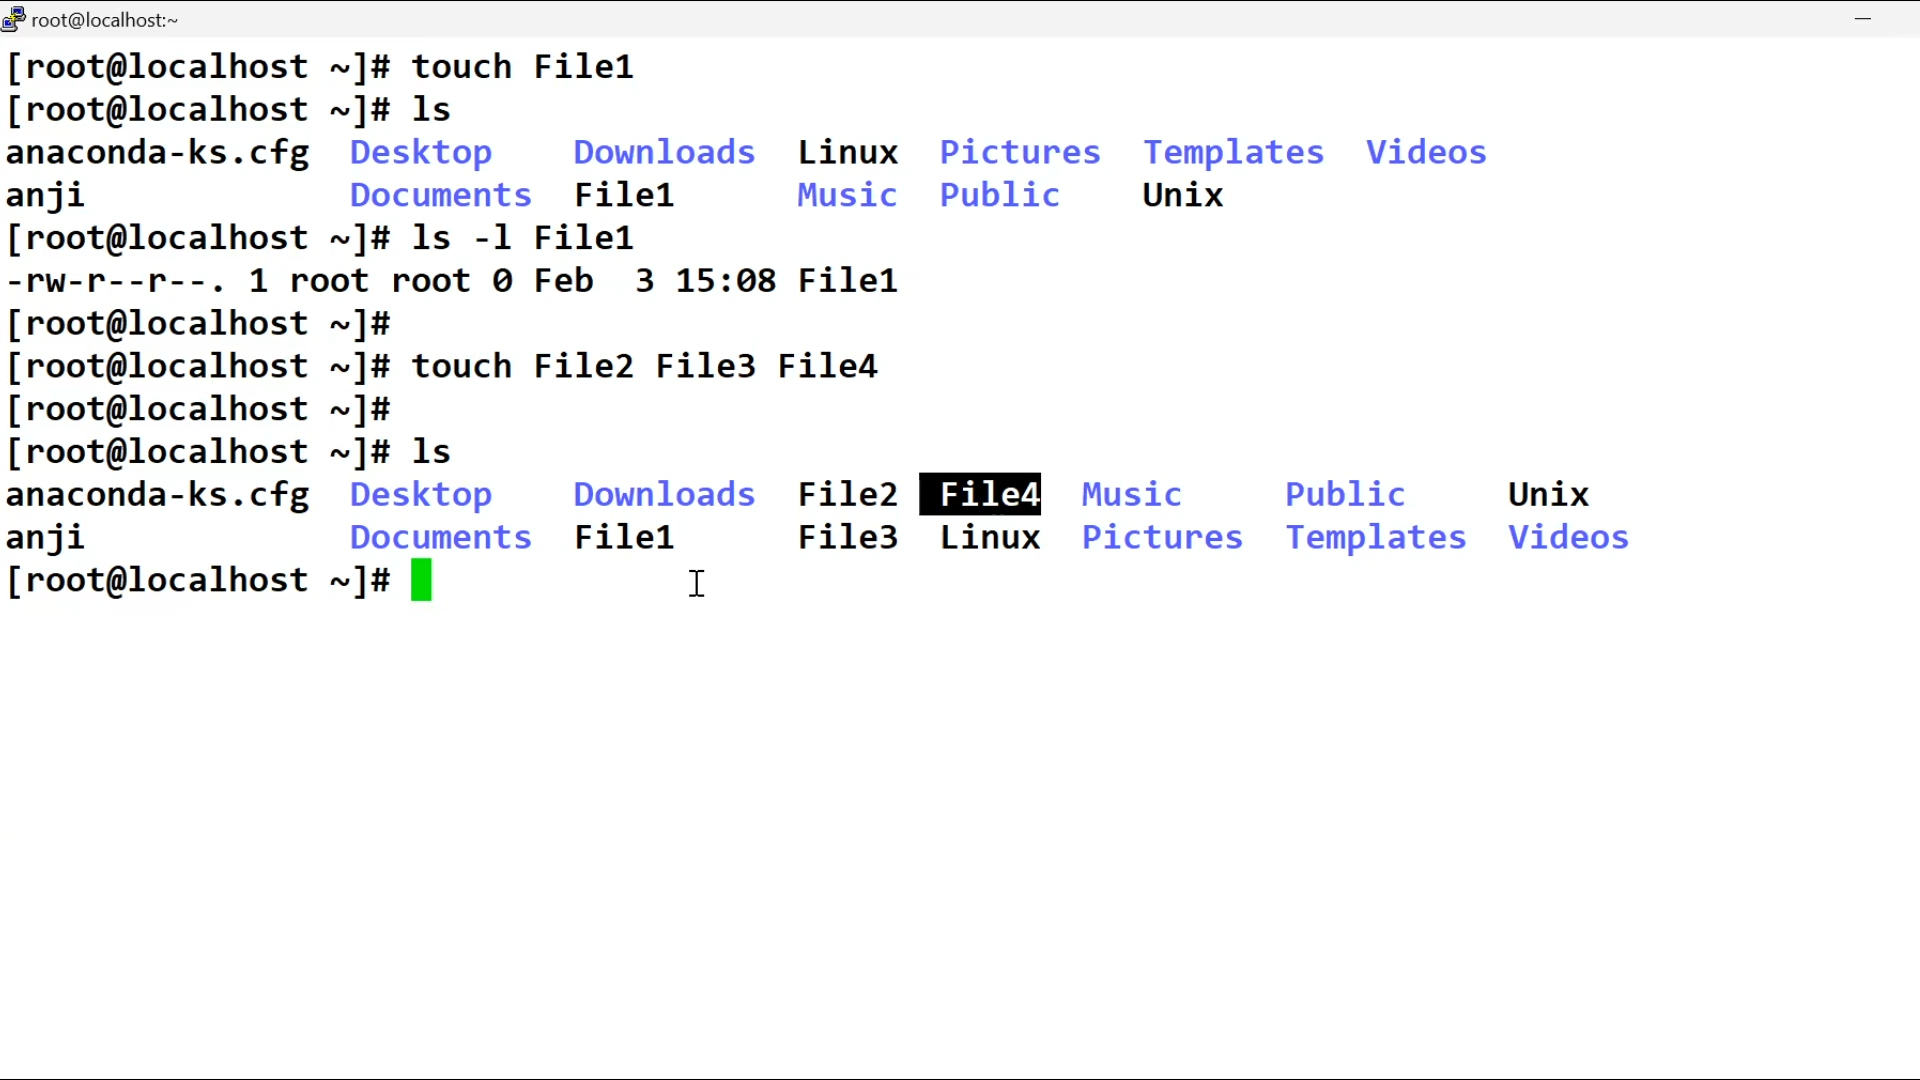 root@localhost:~
[root@localhost ~]# touch File1
[root@localhost ~]# ls
anaconda-ks.cfg  Desktop    Downloads  Linux  Pictures  Templates  Videos
anji             Documents  File1      Music  Public    Unix
[root@localhost ~]# ls -l File1
-rw-r--r--. 1 root root 0 Feb  3 15:08 File1
[root@localhost ~]#
[root@localhost ~]# touch File2 File3 File4
[root@localhost ~]#
[root@localhost ~]# ls
anaconda-ks.cfg  Desktop    Downloads  File2  File4  Music     Public     Unix
anji             Documents  File1      File3  Linux  Pictures  Templates  Videos
[root@localhost ~]#